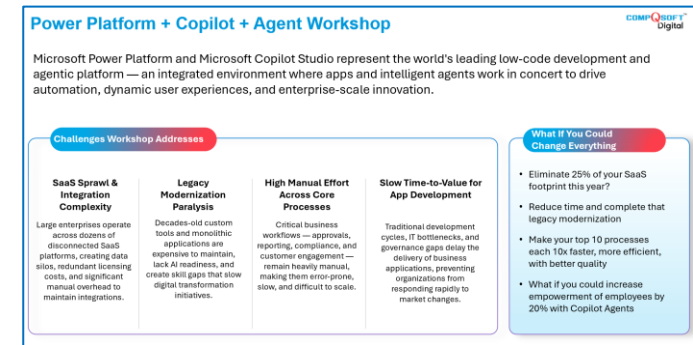 Power Platform + Copilot + Agent Workshop
COMPQSOFT
Digital
Microsoft Power Platform and Microsoft Copilot Studio represent the world's leading low-code development and
agentic platform — an integrated environment where apps and intelligent agents work in concert to drive
automation, dynamic user experiences, and enterprise-scale innovation.
Challenges Workshop Addresses
SaaS Sprawl &
Integration
Complexity
Large enterprises operate
across dozens of
disconnected SaaS
platforms, creating data
silos, redundant licensing
costs, and significant
manual overhead to
maintain integrations.
Legacy
Modernization
Paralysis
Decades-old custom
tools and monolithic
applications are
expensive to maintain,
lack AI readiness, and
create skill gaps that slow
digital transformation
initiatives.
High Manual Effort
Across Core
Processes
Critical business
workflows — approvals,
reporting, compliance, and
customer engagement —
remain heavily manual,
making them error-prone,
slow, and difficult to scale.
Slow Time-to-Value for
App Development
Traditional development
cycles, IT bottlenecks, and
governance gaps delay the
delivery of business
applications, preventing
organizations from
responding rapidly to
market changes.
What If You Could
Change Everything
• Eliminate 25% of your SaaS
footprint this year?
• Reduce time and complete that
legacy modernization
• Make your top 10 processes
each 10x faster, more efficient,
with better quality
• What if you could increase
empowerment of employees by
20% with Copilot Agents